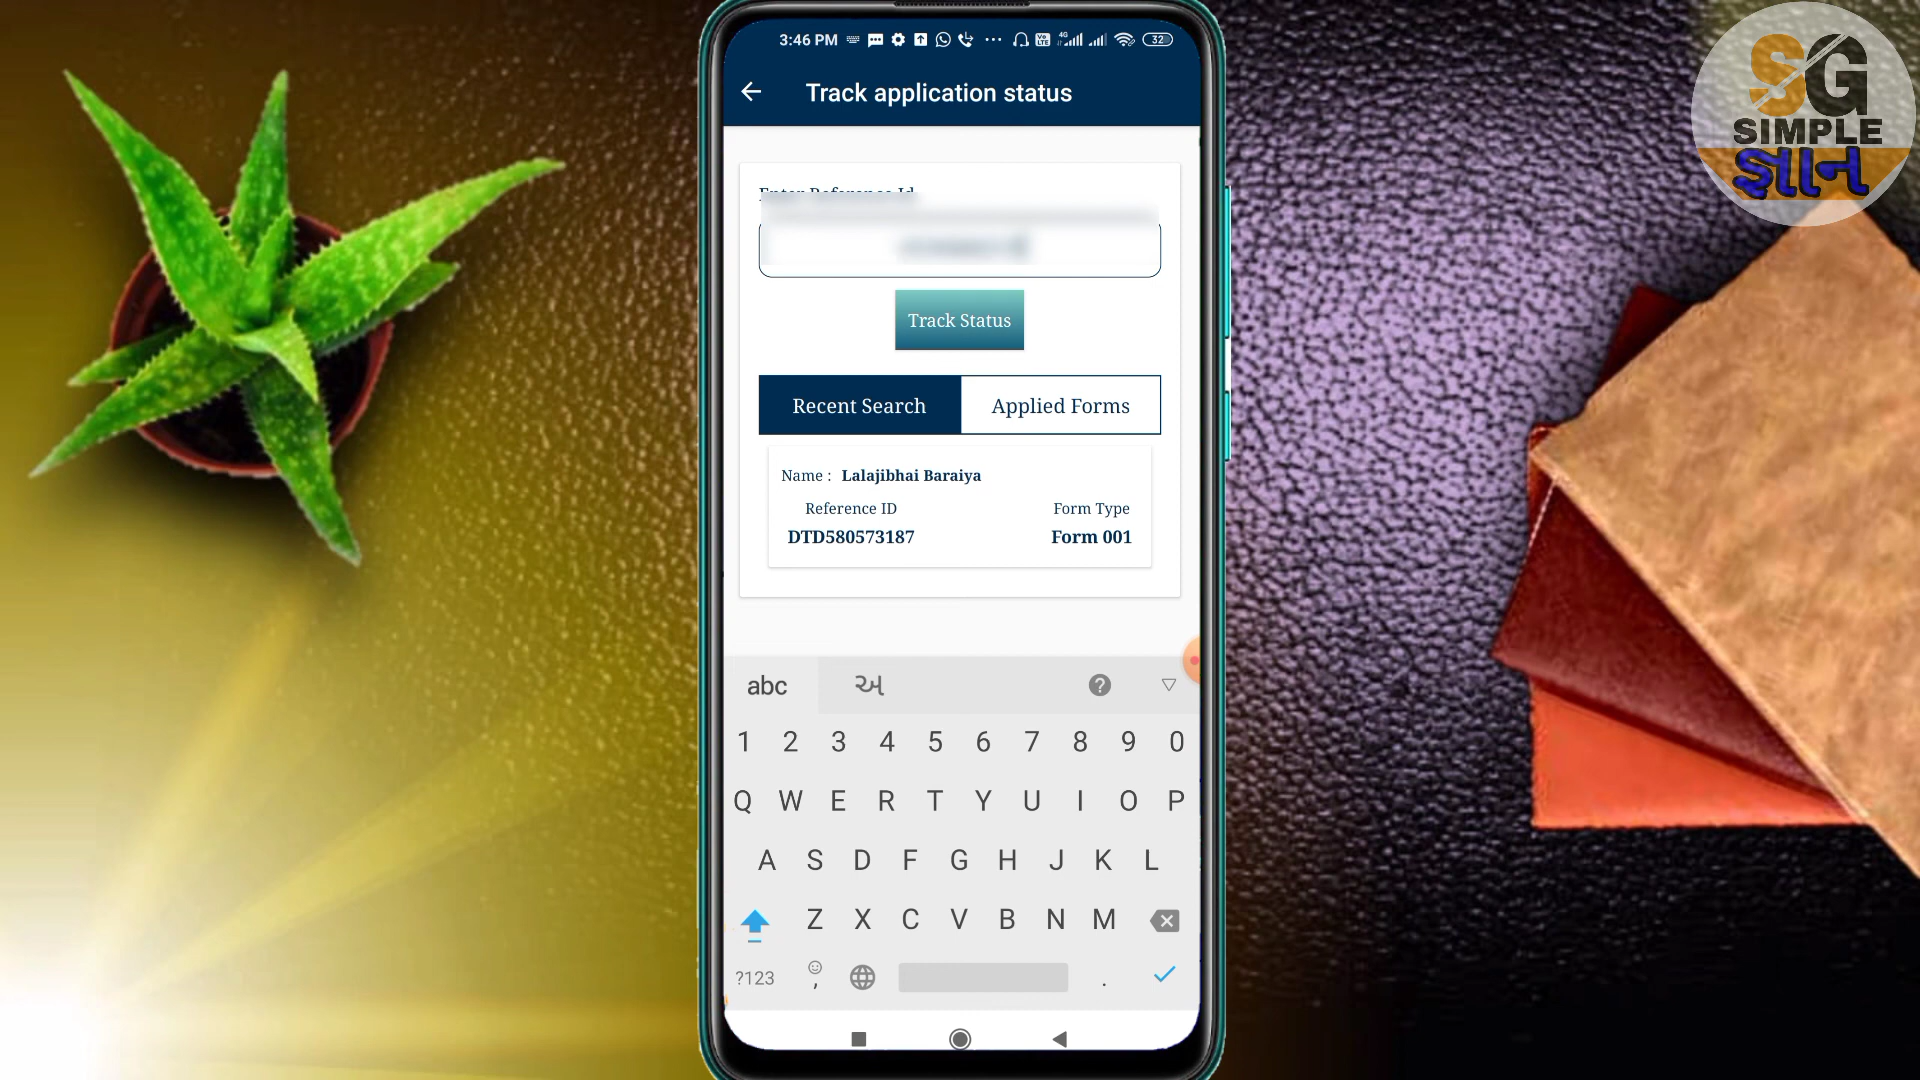 3:46 PM
32
Track application status
Enter Reference Id
Track Status
Recent Search
Applied Forms
Name : Lalajibhai Baraiya
Reference ID
Form Type
DTD580573187
Form 001
abc
અ
1 2 3 4 5 6 7 8 9 0
Q W E R T Y U I O P
A S D F G H J K L
Z X C V B N M
?123
,
.
SG
SIMPLE
જ્ઞાન